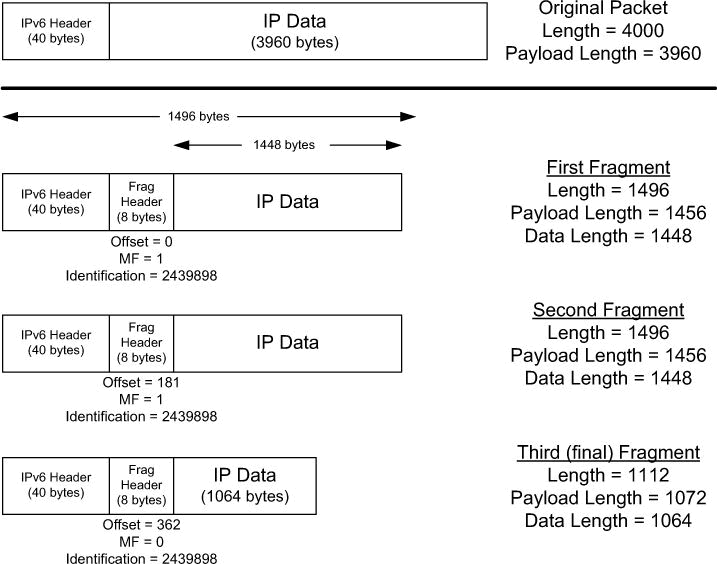 IPv6 Header
(40 bytes)
IP Data
(3960 bytes)
Original Packet
Length = 4000
Payload Length = 3960
1496 bytes
1448 bytes
IPv6 Header
(40 bytes)
Frag
Header
(8 bytes)
IP Data
Offset = 0
MF = 1
Identification = 2439898
First Fragment
Length = 1496
Payload Length = 1456
Data Length = 1448
IPv6 Header
(40 bytes)
Frag
Header
(8 bytes)
IP Data
Offset = 181
MF = 1
Identification = 2439898
Second Fragment
Length = 1496
Payload Length = 1456
Data Length = 1448
IPv6 Header
(40 bytes)
Frag
Header
(8 bytes)
IP Data
(1064 bytes)
Offset = 362
MF = 0
Identification = 2439898
Third (final) Fragment
Length = 1112
Payload Length = 1072
Data Length = 1064